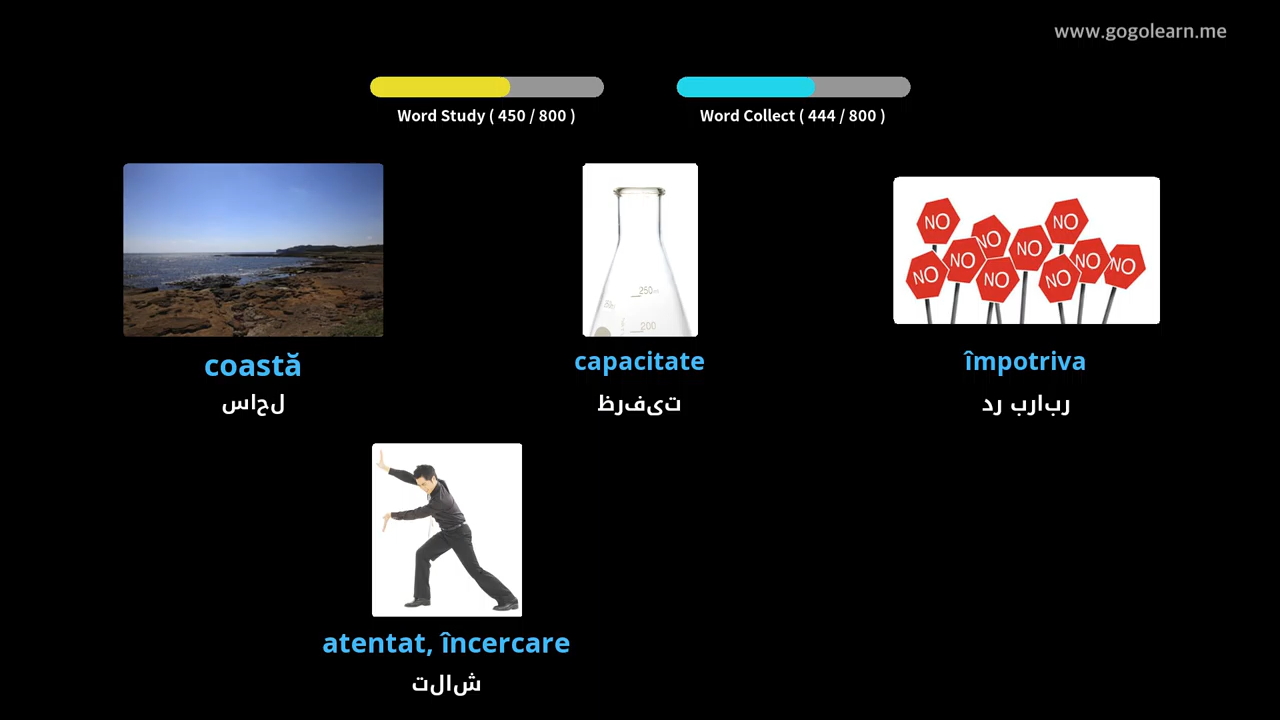 www.gogolearn.me
Word Study ( 450 / 800 )
Word Collect ( 444 / 800 )
coastă
لحاس
capacitate
تیفرظ
împotriva
ربارب رد
atentat, încercare
شالت